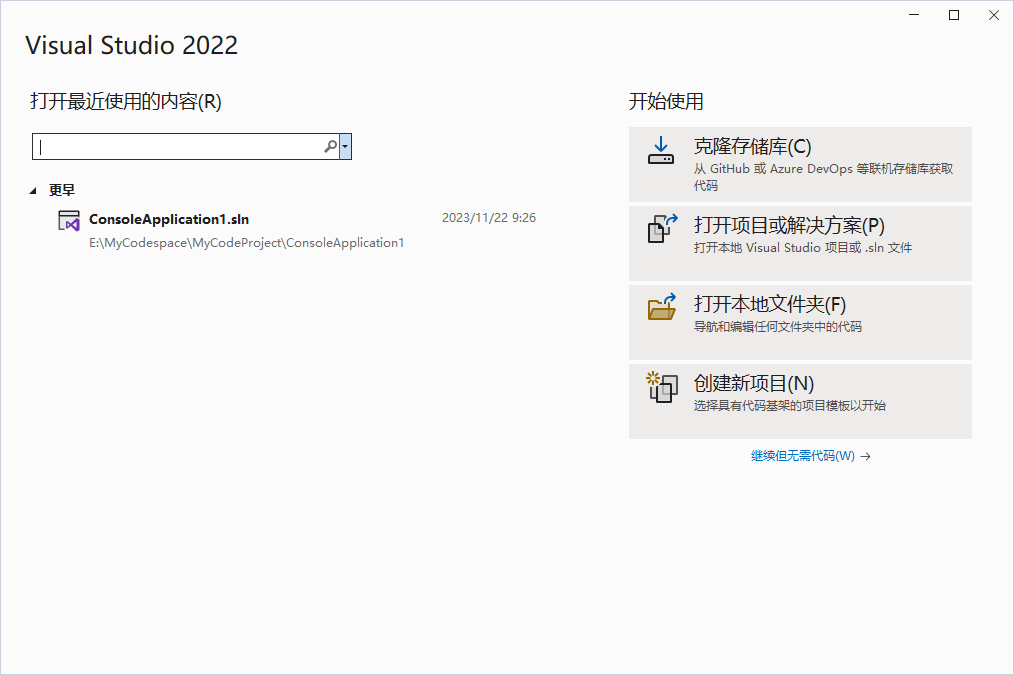 Visual Studio 2022
打开最近使用的内容(R)
更早
ConsoleApplication1.sln
2023/11/22 9:26
E:\MyCodespace\MyCodeProject\ConsoleApplication1
开始使用
克隆存储库(C)
从 GitHub 或 Azure DevOps 等联机存储库获取
代码
打开项目或解决方案(P)
打开本地 Visual Studio 项目或 .sln 文件
打开本地文件夹(F)
导航和编辑任何文件夹中的代码
创建新项目(N)
选择具有代码基架的项目模板以开始
继续但无需代码(W) →